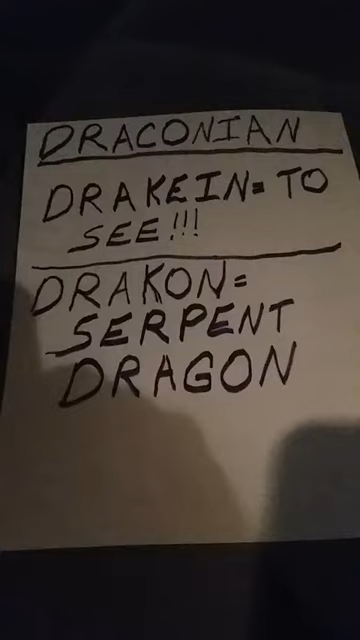 DRACONIAN
DRAKEIN= TO
SEE!!!
DRAKON=
SERPENT
DRAGON